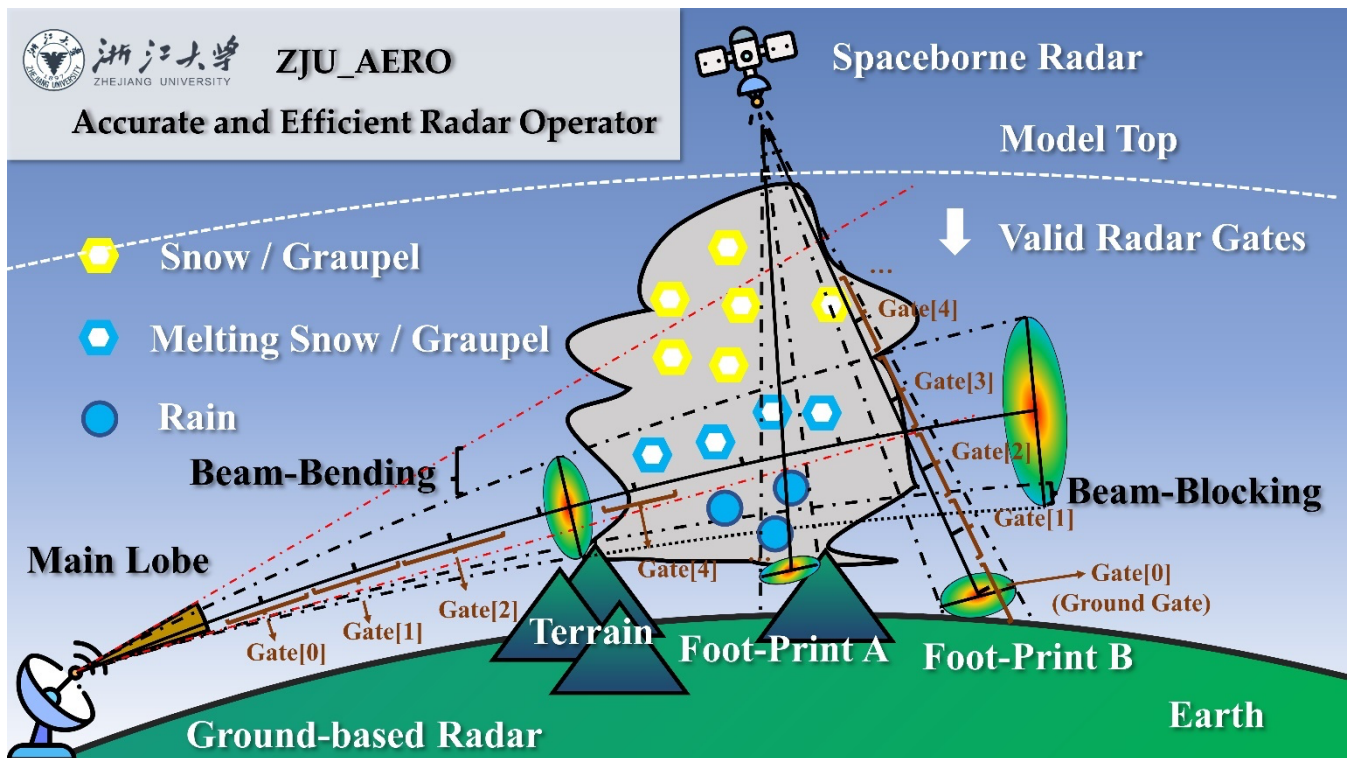 浙江大学
ZHEJIANG UNIVERSITY
1897
ZJU_AERO
Accurate and Efficient Radar Operator
Spaceborne Radar
Model Top
Valid Radar Gates
Snow / Graupel
Melting Snow / Graupel
Rain
...
Gate[4]
Gate[3]
Gate[2]
Gate[1]
Gate[0]
(Ground Gate)
Beam-Bending
Beam-Blocking
Main Lobe
Gate[0]
Gate[1]
Gate[2]
Gate[4]
...
Terrain
Foot-Print A
Foot-Print B
Earth
Ground-based Radar